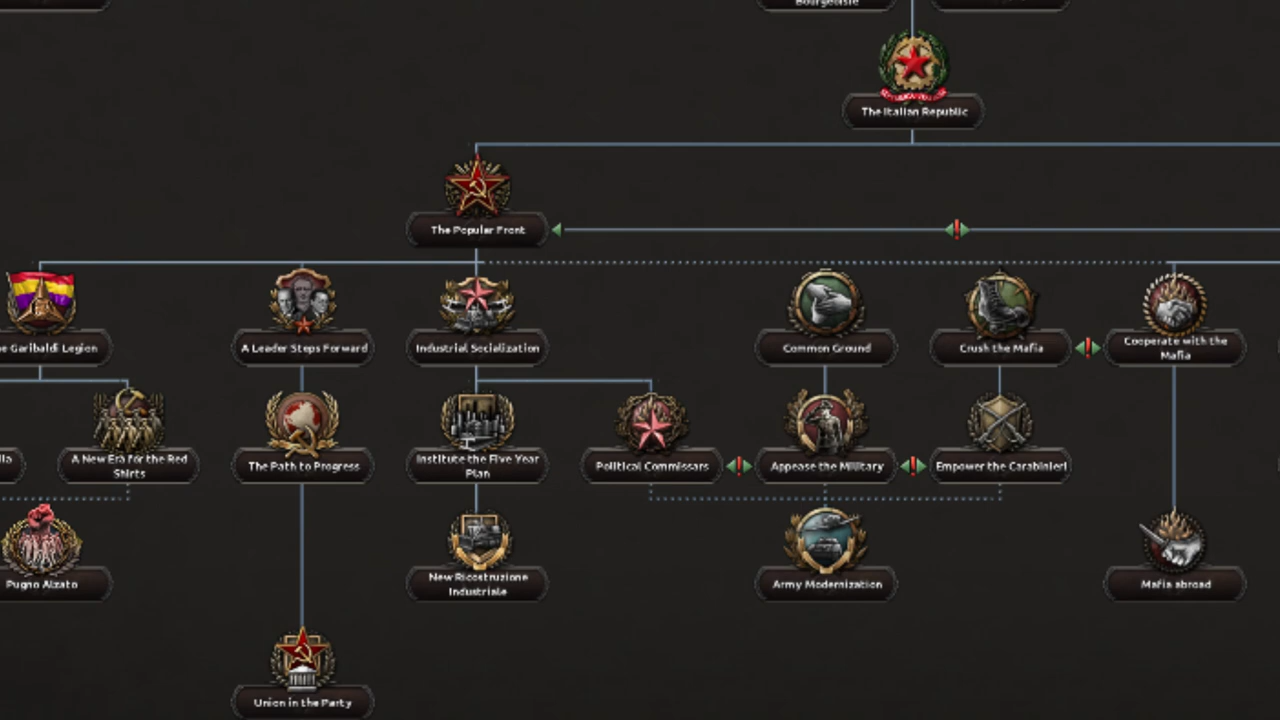 Bourgeoisie
The Italian Republic
The Popular Front
e Garibaldi Legion
A Leader Steps Forward
Industrial Socialization
Common Ground
Crush the Mafia
Cooperate with the
Mafia
lla
A New Era for the Red
Shirts
The Path to Progress
Institute the Five Year
Plan
Political Commissars
Appease the Military
Empower the Carabinieri
Pugno Alzato
New Ricostruzione
Industriale
Army Modernization
Mafia abroad
Union in the Party